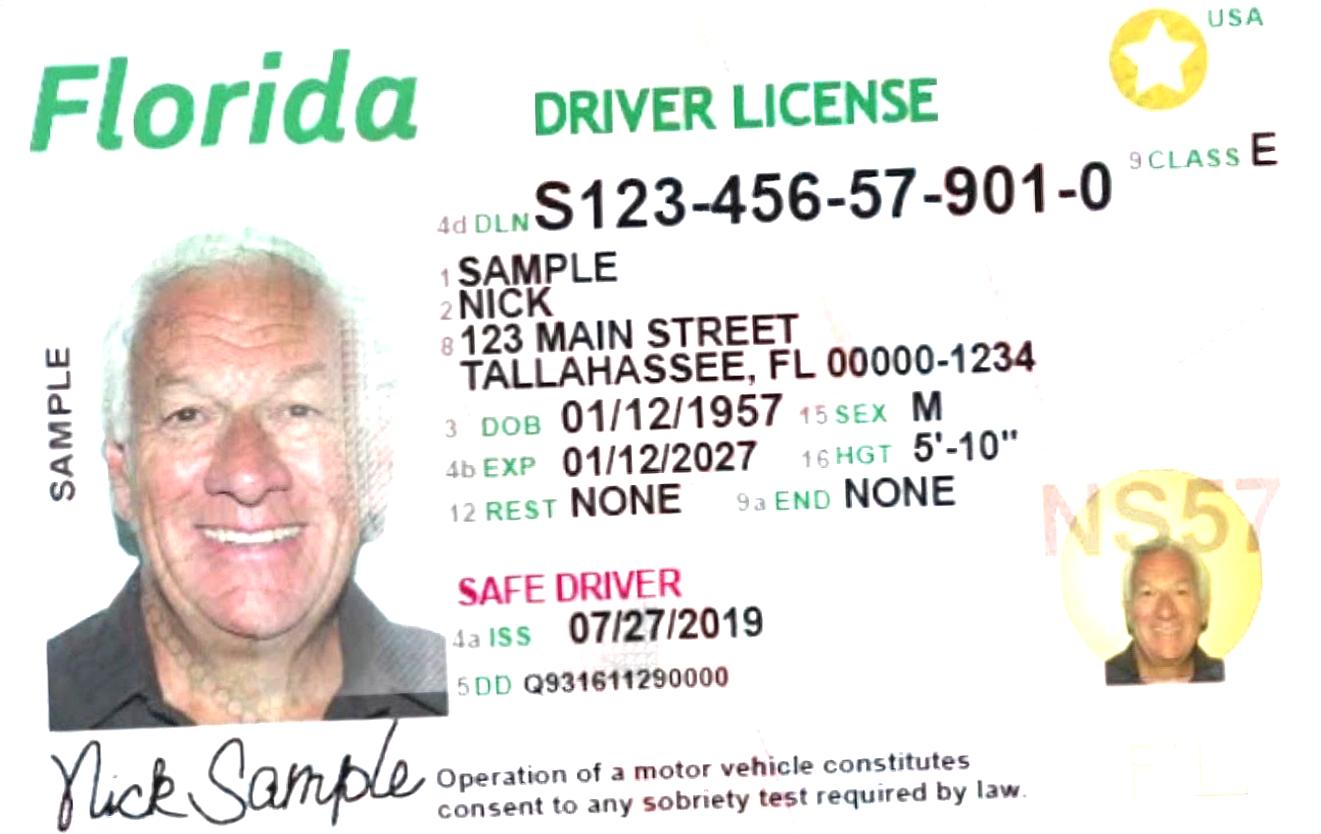 USA
Florida
DRIVER LICENSE
9 CLASS E
4d DLN S123-456-57-901-0
1 SAMPLE
2 NICK
8 123 MAIN STREET
TALLAHASSEE, FL 00000-1234
3 DOB 01/12/1957 15 SEX M
4b EXP 01/12/2027 16 HGT 5'-10"
12 REST NONE 9a END NONE
SAMPLE
NS57
SAFE DRIVER
4a ISS 07/27/2019
5 DD Q931611290000
Nick Sample
Operation of a motor vehicle constitutes
consent to any sobriety test required by law.
FL